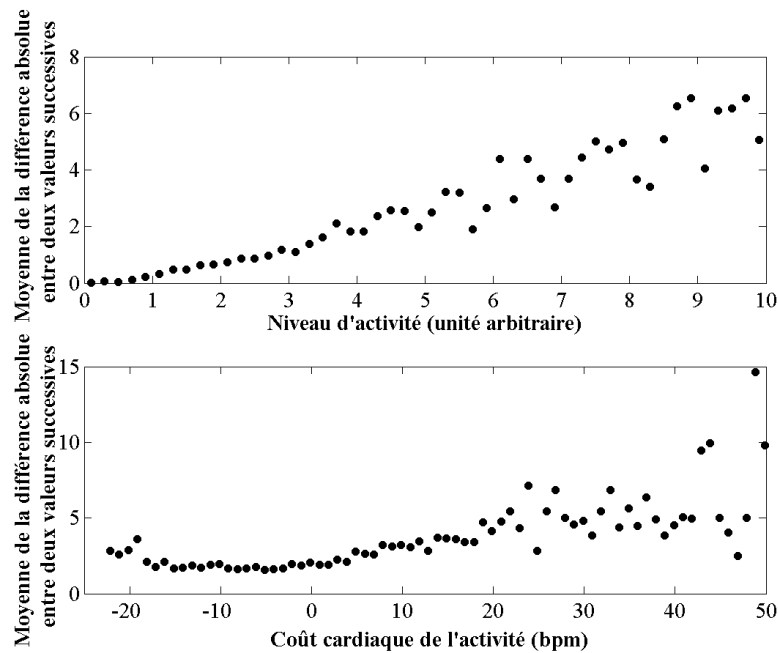 Moyenne de la différence absolue
entre deux valeurs successives
8
6
4
2
0
0 1 2 3 4 5 6 7 8 9 10
Niveau d'activité (unité arbitraire)
Moyenne de la différence absolue
entre deux valeurs successives
15
10
5
0
-20 -10 0 10 20 30 40 50
Coût cardiaque de l'activité (bpm)